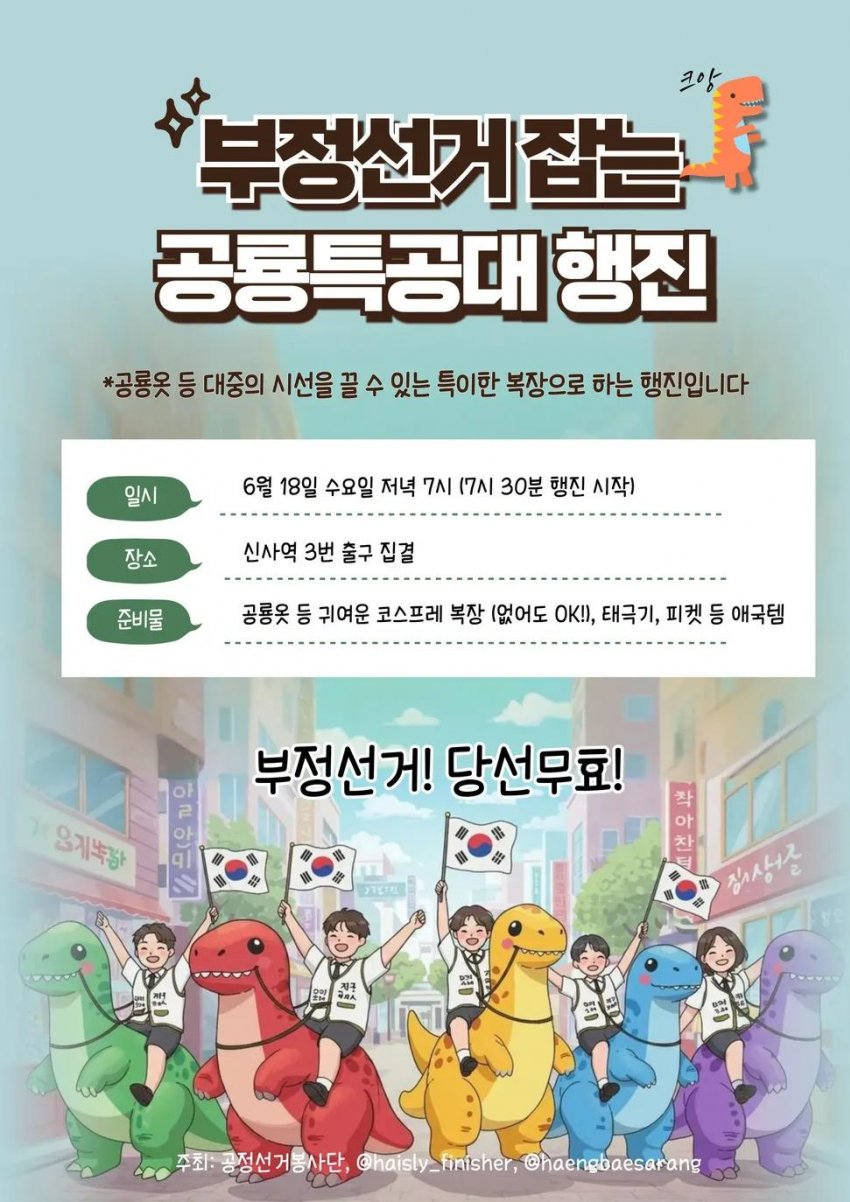 크앙
부정선거 잡는
공룡특공대 행진
*공룡옷 등 대중의 시선을 끌 수 있는 특이한 복장으로 하는 행진입니다
일시
6월 18일 수요일 저녁 7시 (7시 30분 행진 시작)
장소
신사역 3번 출구 집결
준비물
공룡옷 등 귀여운 코스프레 복장 (없어도 OK!), 태극기, 피켓 등 애국템
부정선거! 당선무효!
주최: 공정선거봉사단, @haisly_finisher, @haengbaesarang